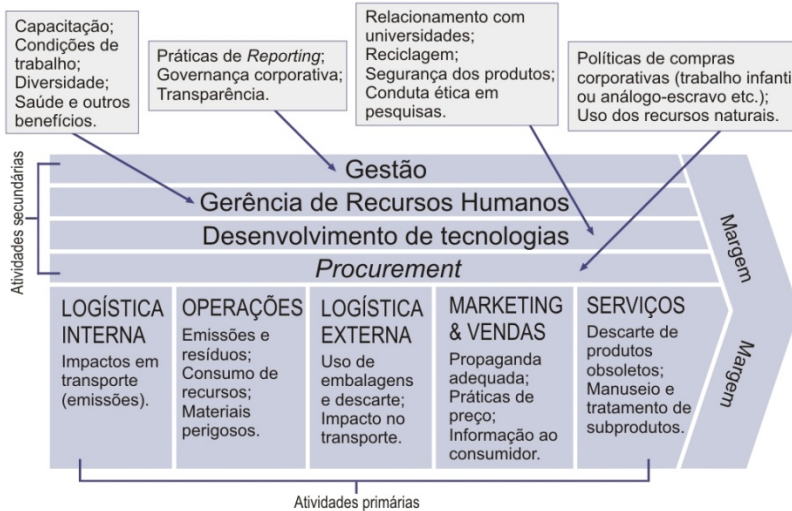 Capacitação;
Condições de
trabalho;
Diversidade;
Saúde e outros
benefícios.
Práticas de Reporting;
Governança corporativa;
Transparência.
Relacionamento com
universidades;
Reciclagem;
Segurança dos produtos;
Conduta ética em
pesquisas.
Políticas de compras
corporativas (trabalho infanti
ou análogo-escravo etc.);
Uso dos recursos naturais.
Atividades secundárias
Gestão
Gerência de Recursos Humanos
Desenvolvimento de tecnologias
Procurement
Margem
Margem
LOGÍSTICA
INTERNA
Impactos em
transporte
(emissões).
OPERAÇÕES
Emissões e
resíduos;
Consumo de
recursos;
Materiais
perigosos.
LOGÍSTICA
EXTERNA
Uso de
embalagens
e descarte;
Impacto no
transporte.
MARKETING
& VENDAS
Propaganda
adequada;
Práticas de
preço;
Informação ao
consumidor.
SERVIÇOS
Descarte de
produtos
obsoletos;
Manuseio e
tratamento de
subprodutos.
Atividades primárias